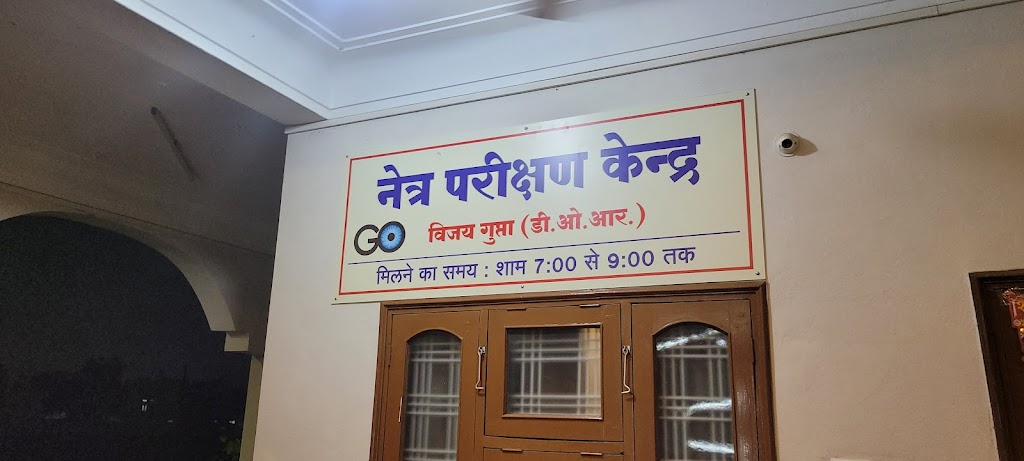 नेत्र परीक्षण केन्द्र
GO विजय गुप्ता (डी.ओ.आर.)
मिलने का समय : शाम 7:00 से 9:00 तक